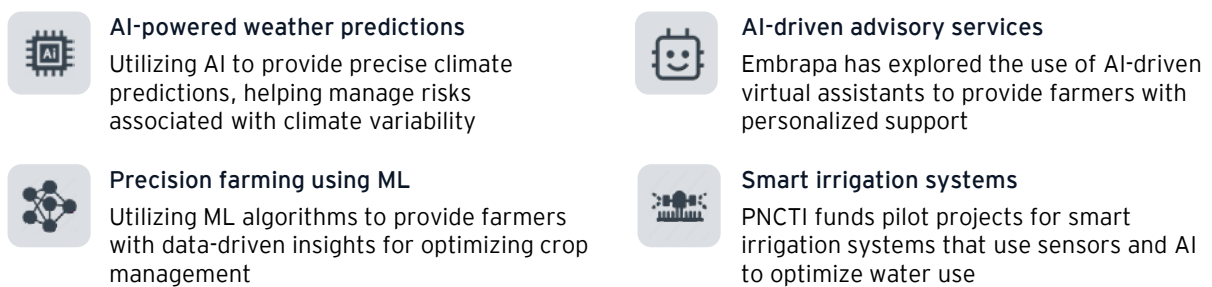 AI-powered weather predictions
Utilizing AI to provide precise climate
predictions, helping manage risks
associated with climate variability
AI-driven advisory services
Embrapa has explored the use of AI-driven
virtual assistants to provide farmers with
personalized support
Precision farming using ML
Utilizing ML algorithms to provide farmers
with data-driven insights for optimizing crop
management
Smart irrigation systems
PNCTI funds pilot projects for smart
irrigation systems that use sensors and AI
to optimize water use
Ai